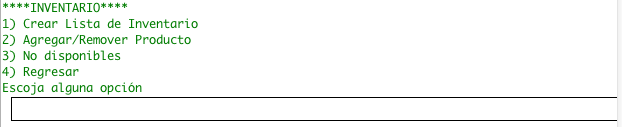 ****INVENTARIO****
1) Crear Lista de Inventario
2) Agregar/Remover Producto
3) No disponibles
4) Regresar
Escoja alguna opción